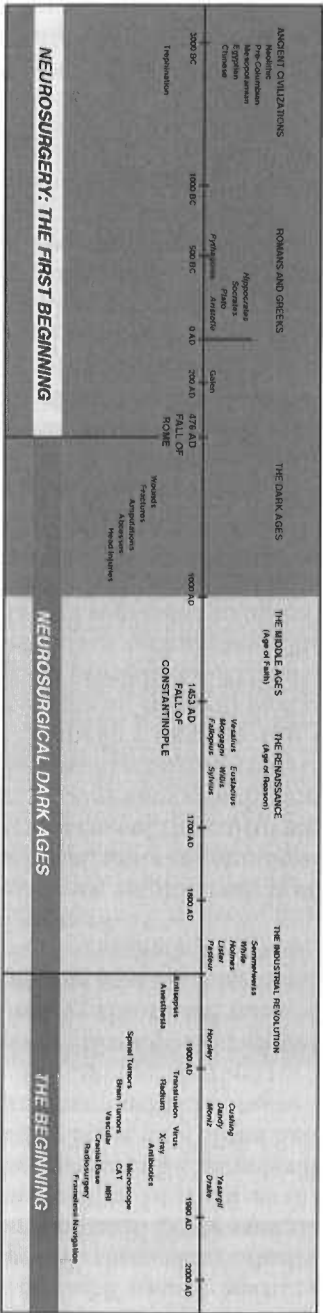 ANCIENT CIVILIZATIONS
Neolithic
Pre-Columbian
Mesopotamian
Egyptian
Chinese
3000 BC
Trepanation
1000 BC
ROMANS AND GREEKS
Hippocrates
Socrates
Plato
Pythagoras Aristotle
500 BC
0 AD
Galen
200 AD
476 AD
FALL OF
ROME
NEUROSURGERY: THE FIRST BEGINNING
THE DARK AGES
Wounds
Fractures
Amputations
Abcesses
Head Injuries
1000 AD
THE MIDDLE AGES
(Age of Faith)
1453 AD
FALL OF
CONSTANTINOPLE
THE RENAISSANCE
(Age of Reason)
Vesalius Eustacius
Morgagni Willis
Fallopius Sylvius
1700 AD
1800 AD
NEUROSURGICAL DARK AGES
THE INDUSTRIAL REVOLUTION
Semmelweiss
White
Holmes
Lister
Pasteur
Horsley
Antisepsis
Anesthesia
1900 AD
Cushing
Dandy
Moniz
Yasargil
Drake
Transfusion Virus
Radium X-ray
Antibiotics
Spinal Tumors Microscope
Brain Tumors CAT
Vascular MRI
Cranial Base
Radiosurgery
Frameless Navigation
1990 AD
2000 AD
THE BEGINNING